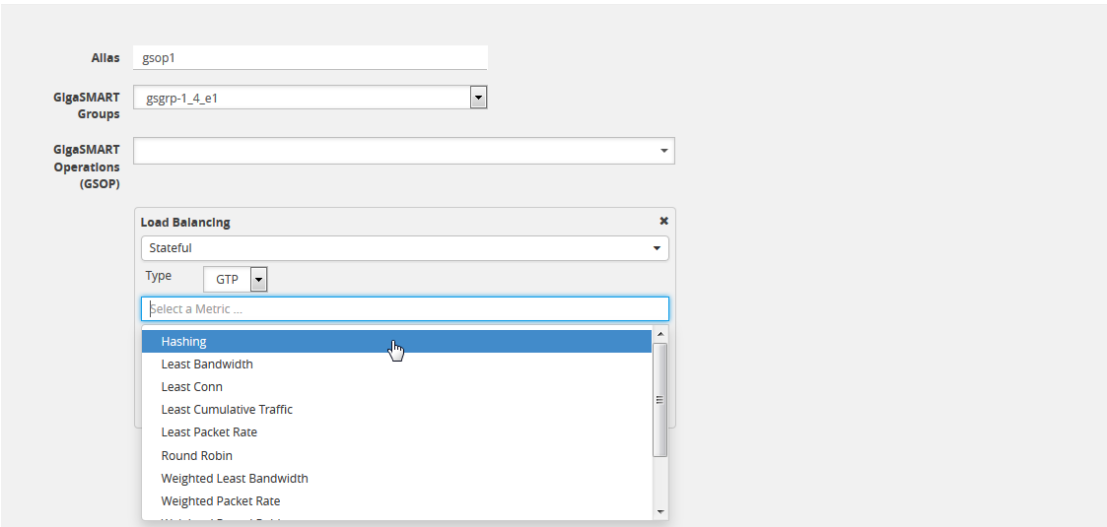 Alias
gsop1
GigaSMART
Groups
gsgrp-1_4_e1
GigaSMART
Operations
(GSOP)
Load Balancing
Stateful
Type
GTP
Select a Metric ...
Hashing
Least Bandwidth
Least Conn
Least Cumulative Traffic
Least Packet Rate
Round Robin
Weighted Least Bandwidth
Weighted Packet Rate